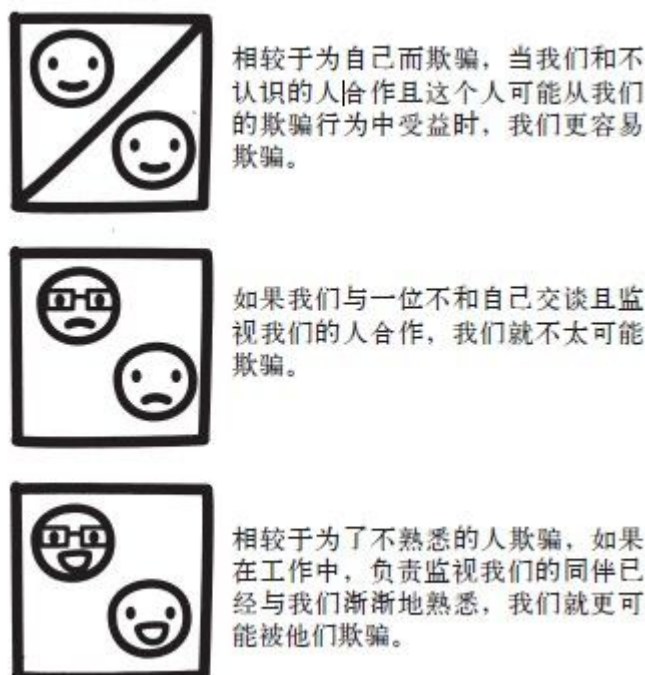 相较于为自己而欺骗，当我们和不
认识的人合作且这个人可能从我们
的欺骗行为中受益时，我们更容易
欺骗。
如果我们与一位不和自己交谈且监
视我们的人合作，我们就不太可能
欺骗。
相较于为了不熟悉的人欺骗，如果
在工作中，负责监视我们的同伴已
经与我们渐渐地熟悉，我们就更可
能被他们欺骗。